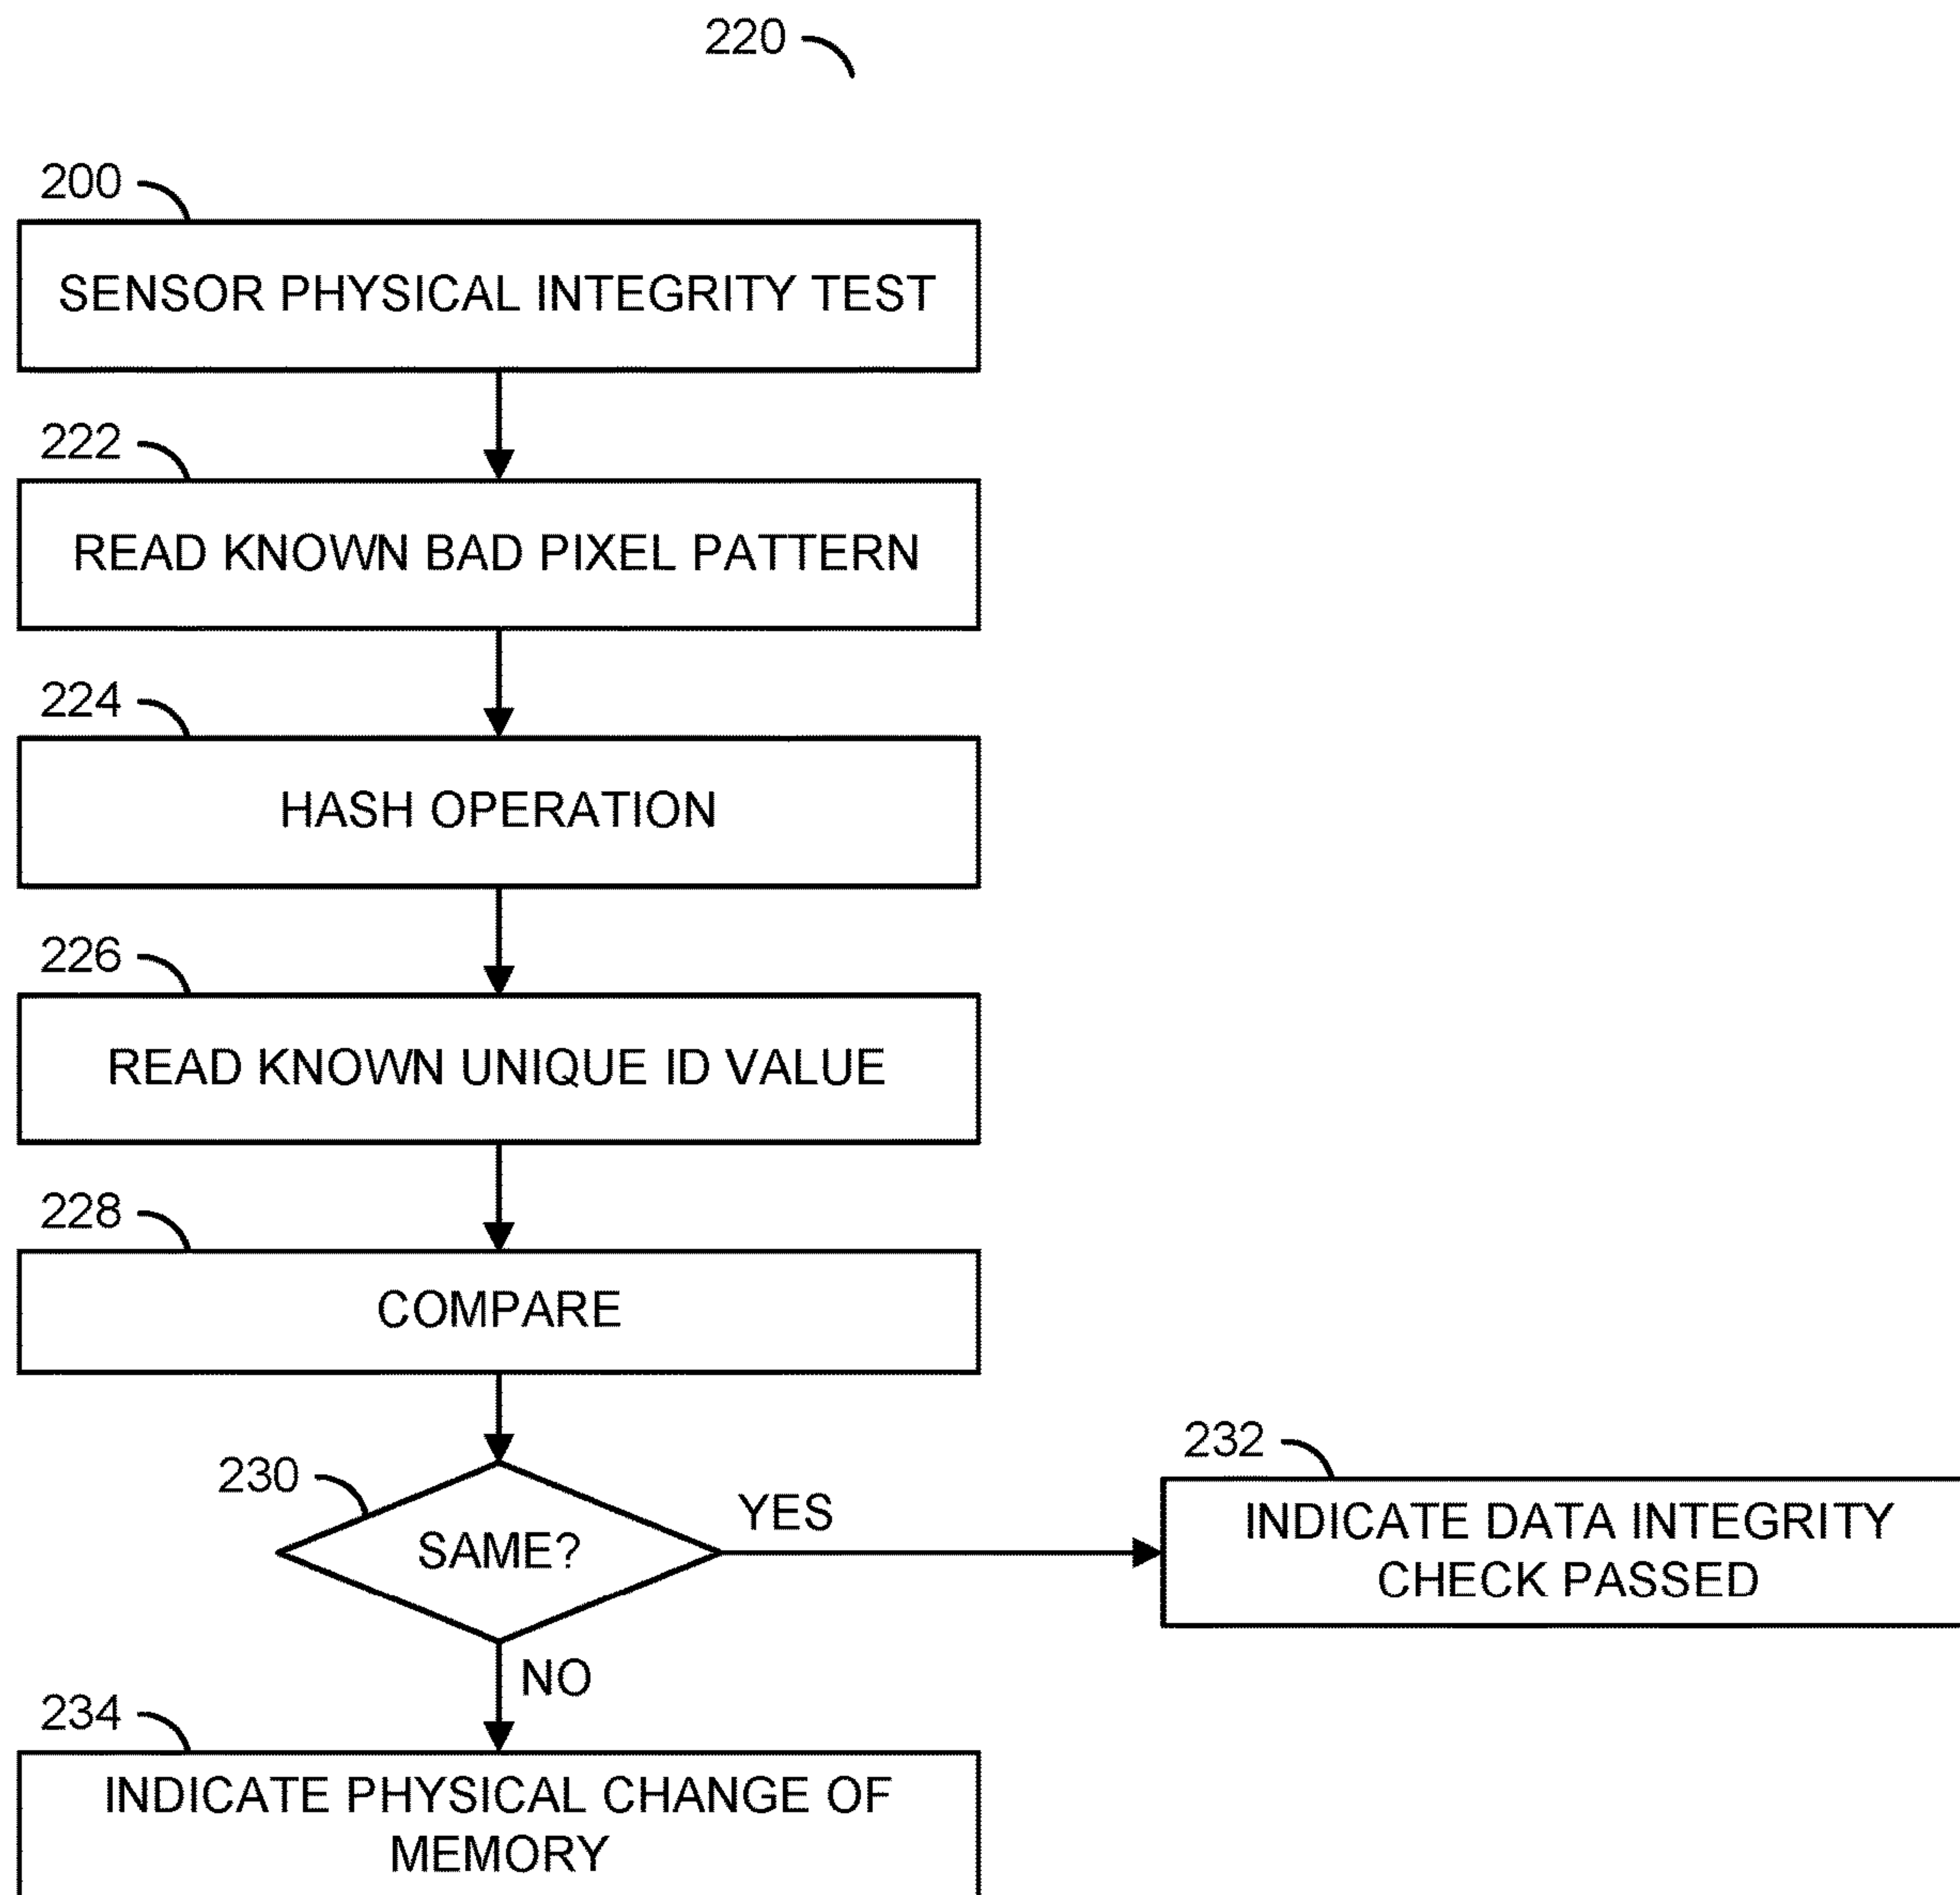 220
200
SENSOR PHYSICAL INTEGRITY TEST
222
READ KNOWN BAD PIXEL PATTERN
224
HASH OPERATION
226
READ KNOWN UNIQUE ID VALUE
228
COMPARE
230
SAME?
YES
232
INDICATE DATA INTEGRITY
CHECK PASSED
NO
234
INDICATE PHYSICAL CHANGE OF
MEMORY